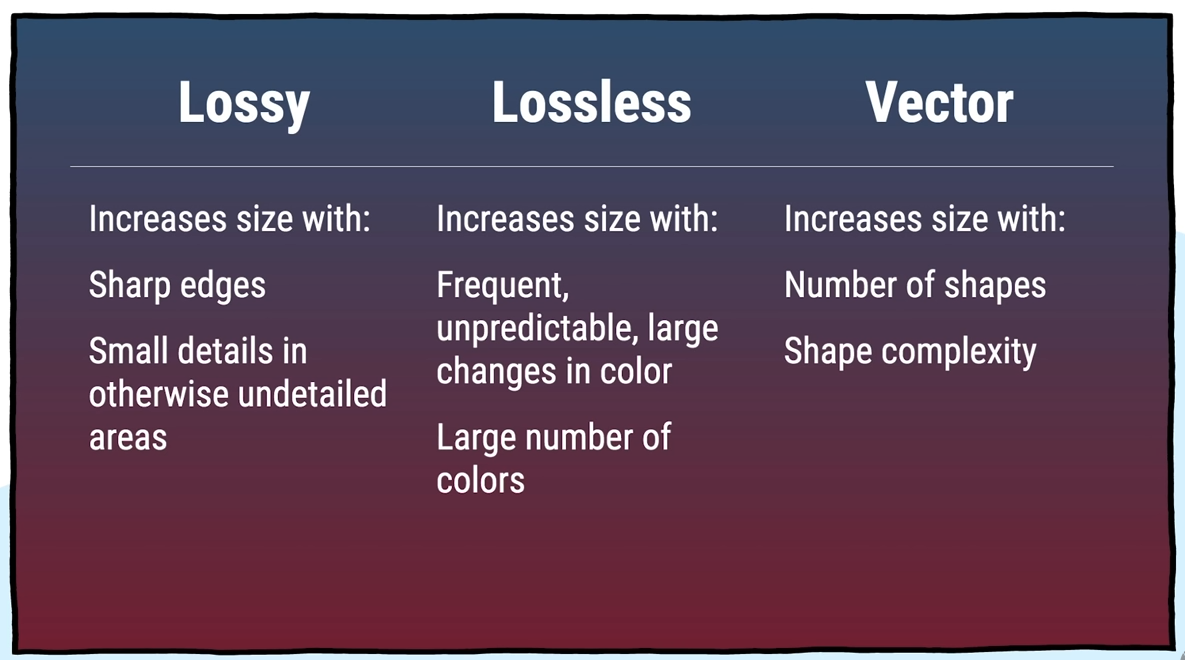 Lossy
Increases size with:
Sharp edges
Small details in
otherwise undetailed
areas
Lossless
Increases size with:
Frequent,
unpredictable, large
changes in color
Large number of
colors
Vector
Increases size with:
Number of shapes
Shape complexity